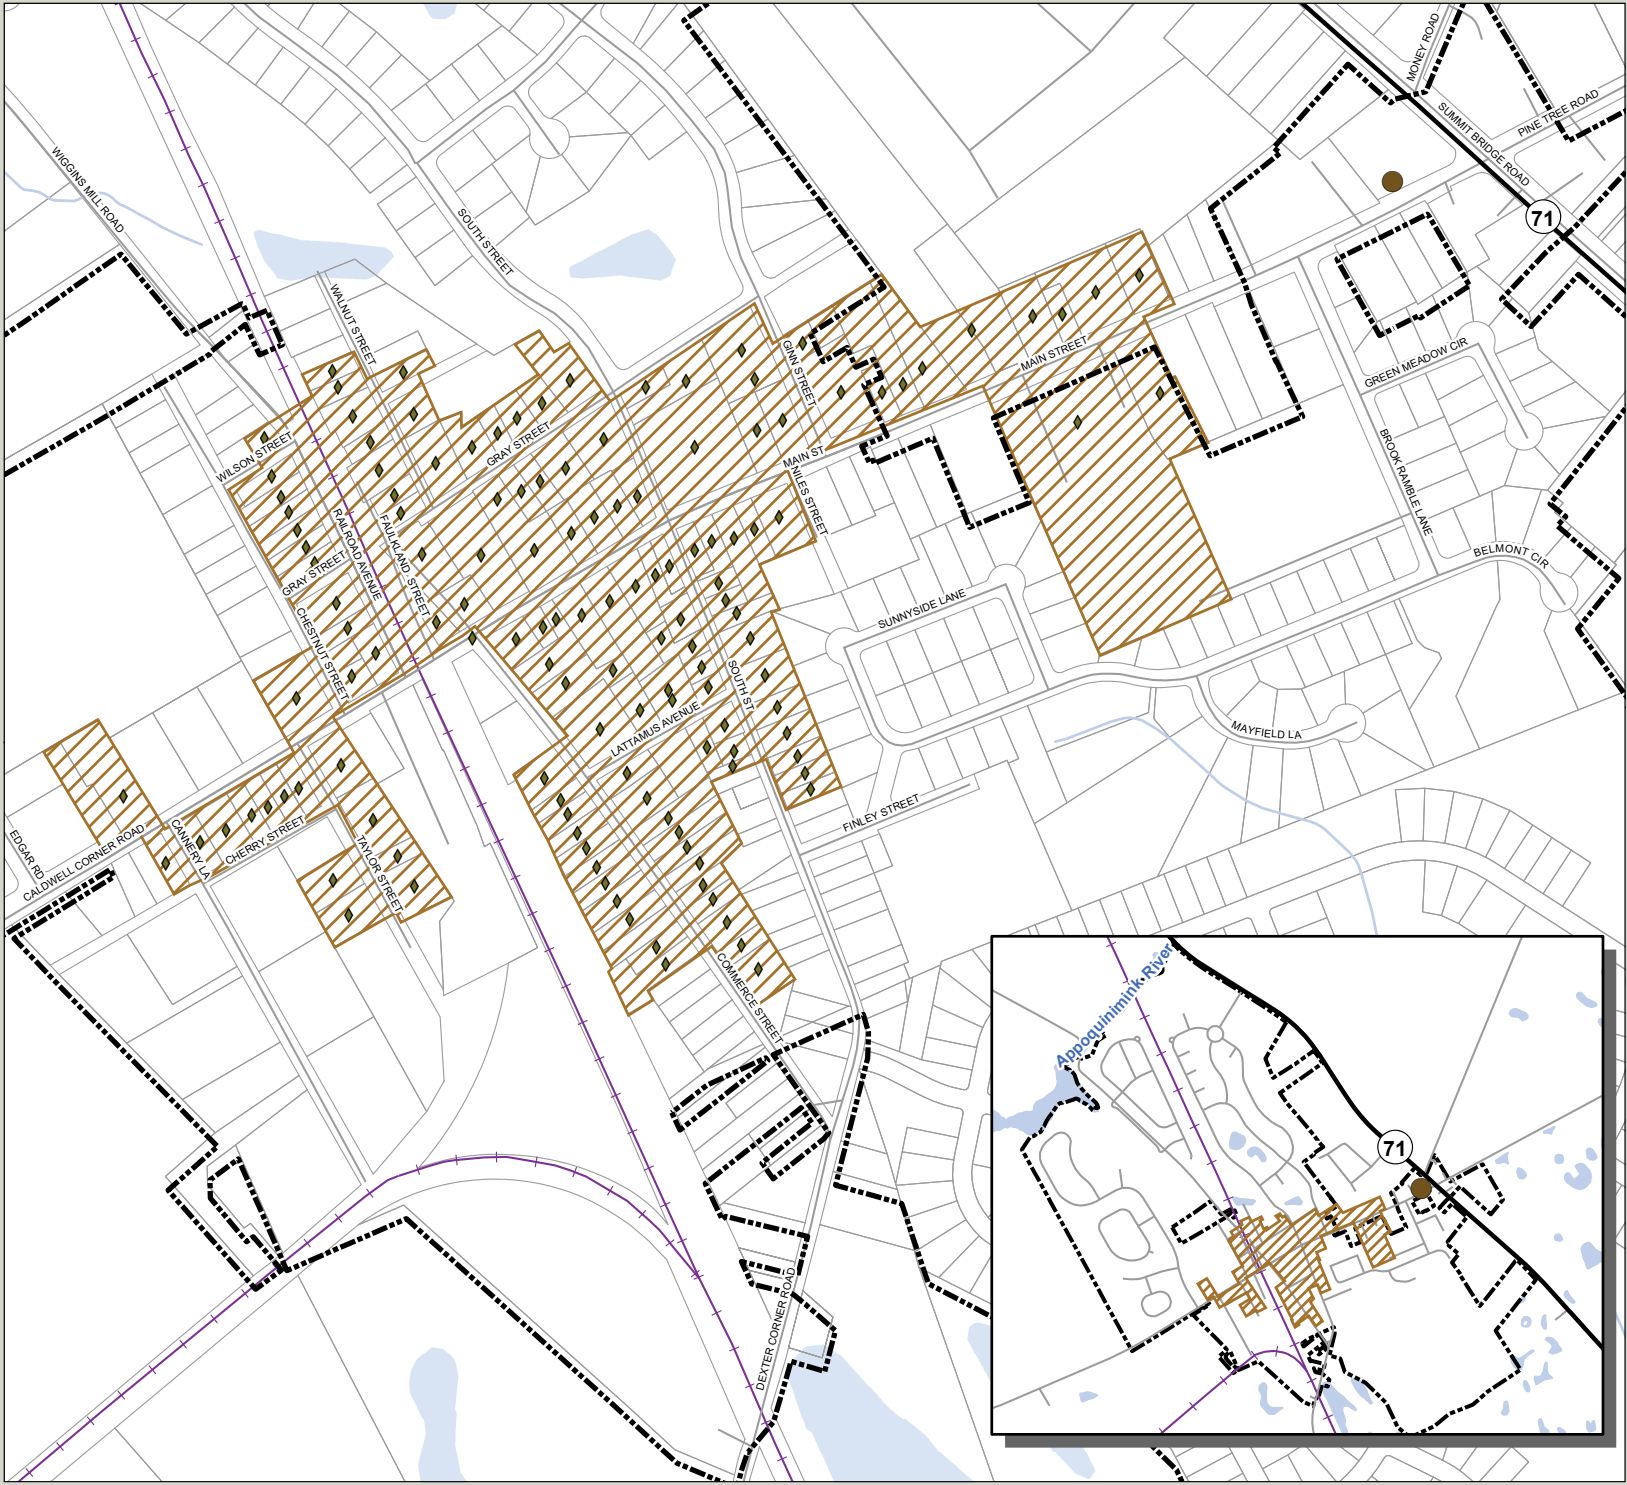 MONEY ROAD
PINE TREE ROAD
SUMMIT BRIDGE ROAD
WIGGINS MILL ROAD
71
SOUTH STREET
WALNUT STREET
GINN STREET
MAIN STREET
GREEN MEADOW CIR
WILSON STREET
GRAY STREET
MAIN ST
NILES STREET
BROOK RAMBLE LANE
RAILROAD AVENUE
FAULKLAND STREET
GRAY STREET
BELMONT CIR
CHESTNUT STREET
SUNNYSIDE LANE
SOUTH ST
LATTAMUS AVENUE
MAYFIELD LA
FINLEY STREET
EDGAR RD
CALDWELL CORNER ROAD
CANNERY LA
CHERRY STREET
TAYLOR STREET
COMMERCE STREET
Appoquinimink River
71
DEXTER CORNER ROAD